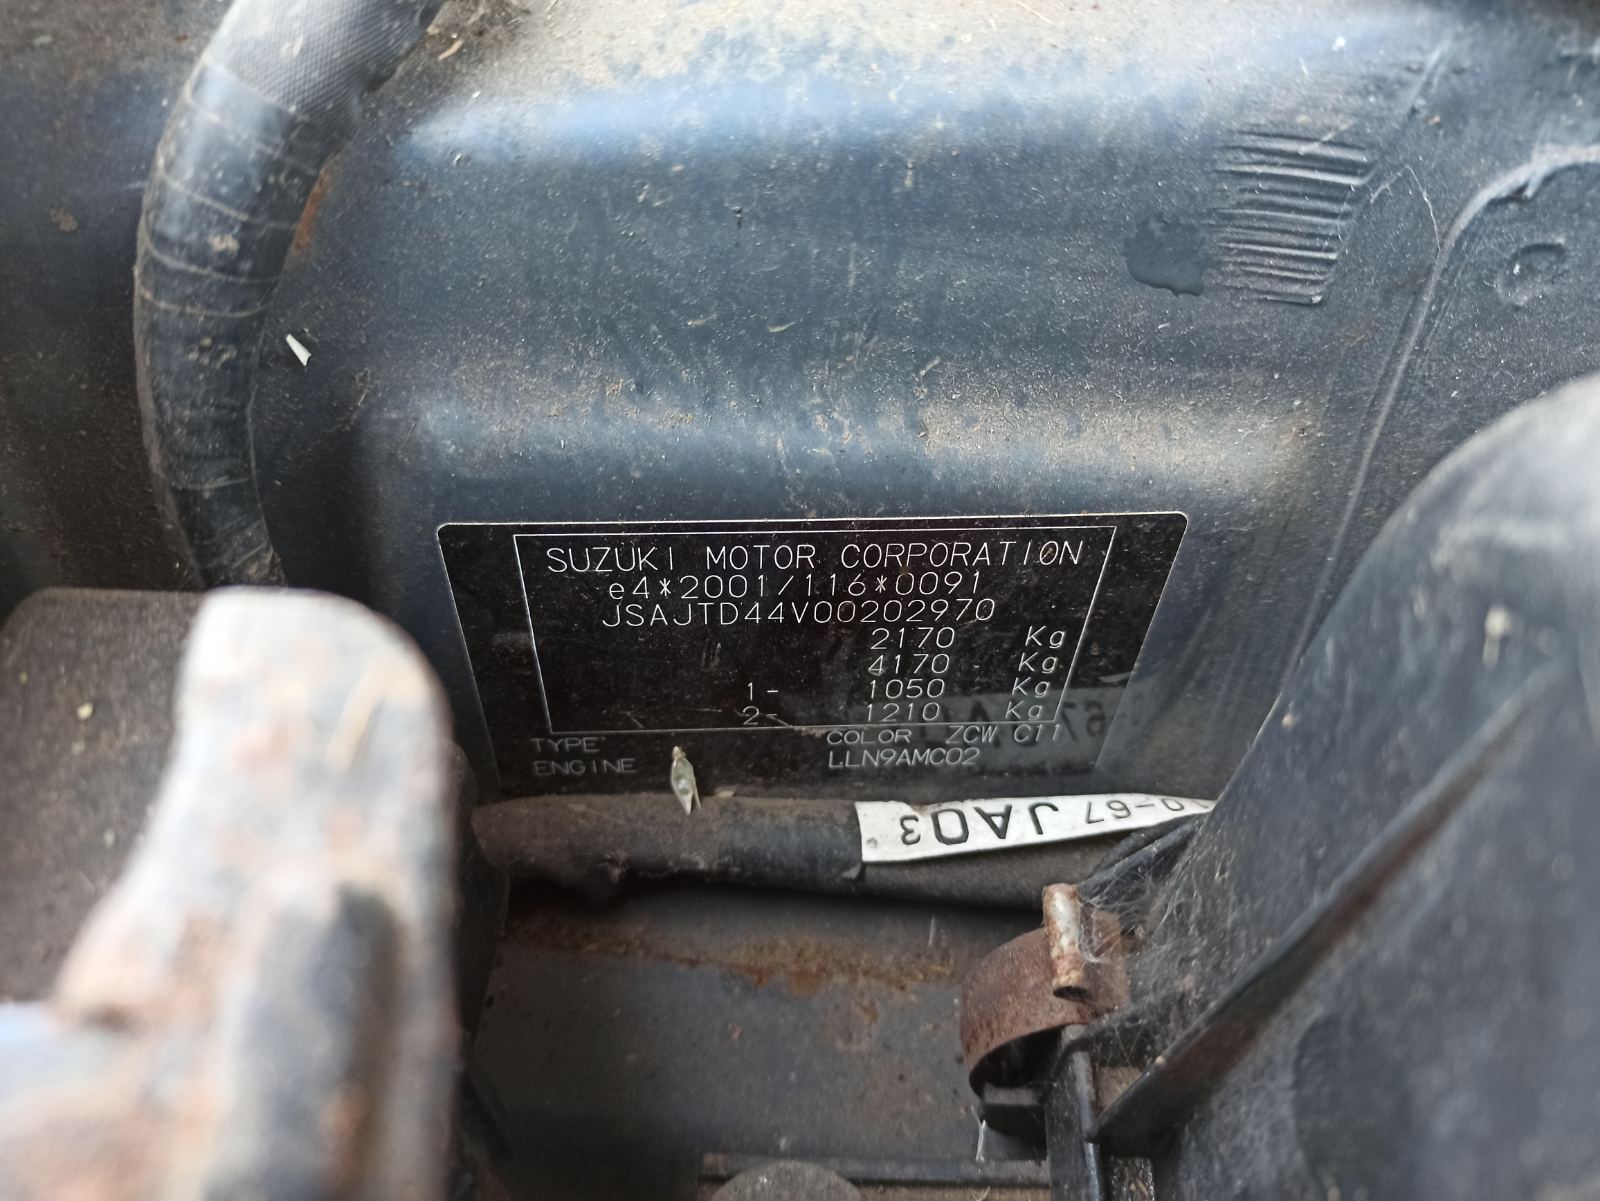 SUZUKI MOTOR CORPORATION
e4*2001/116*0091
JSAJTD44V00202970
2170 Kg
4170 Kg
1- 1050 Kg
2- 1210 Kg
TYPE COLOR ZCW C11
ENGINE LLN9AMC02
-67 JA03